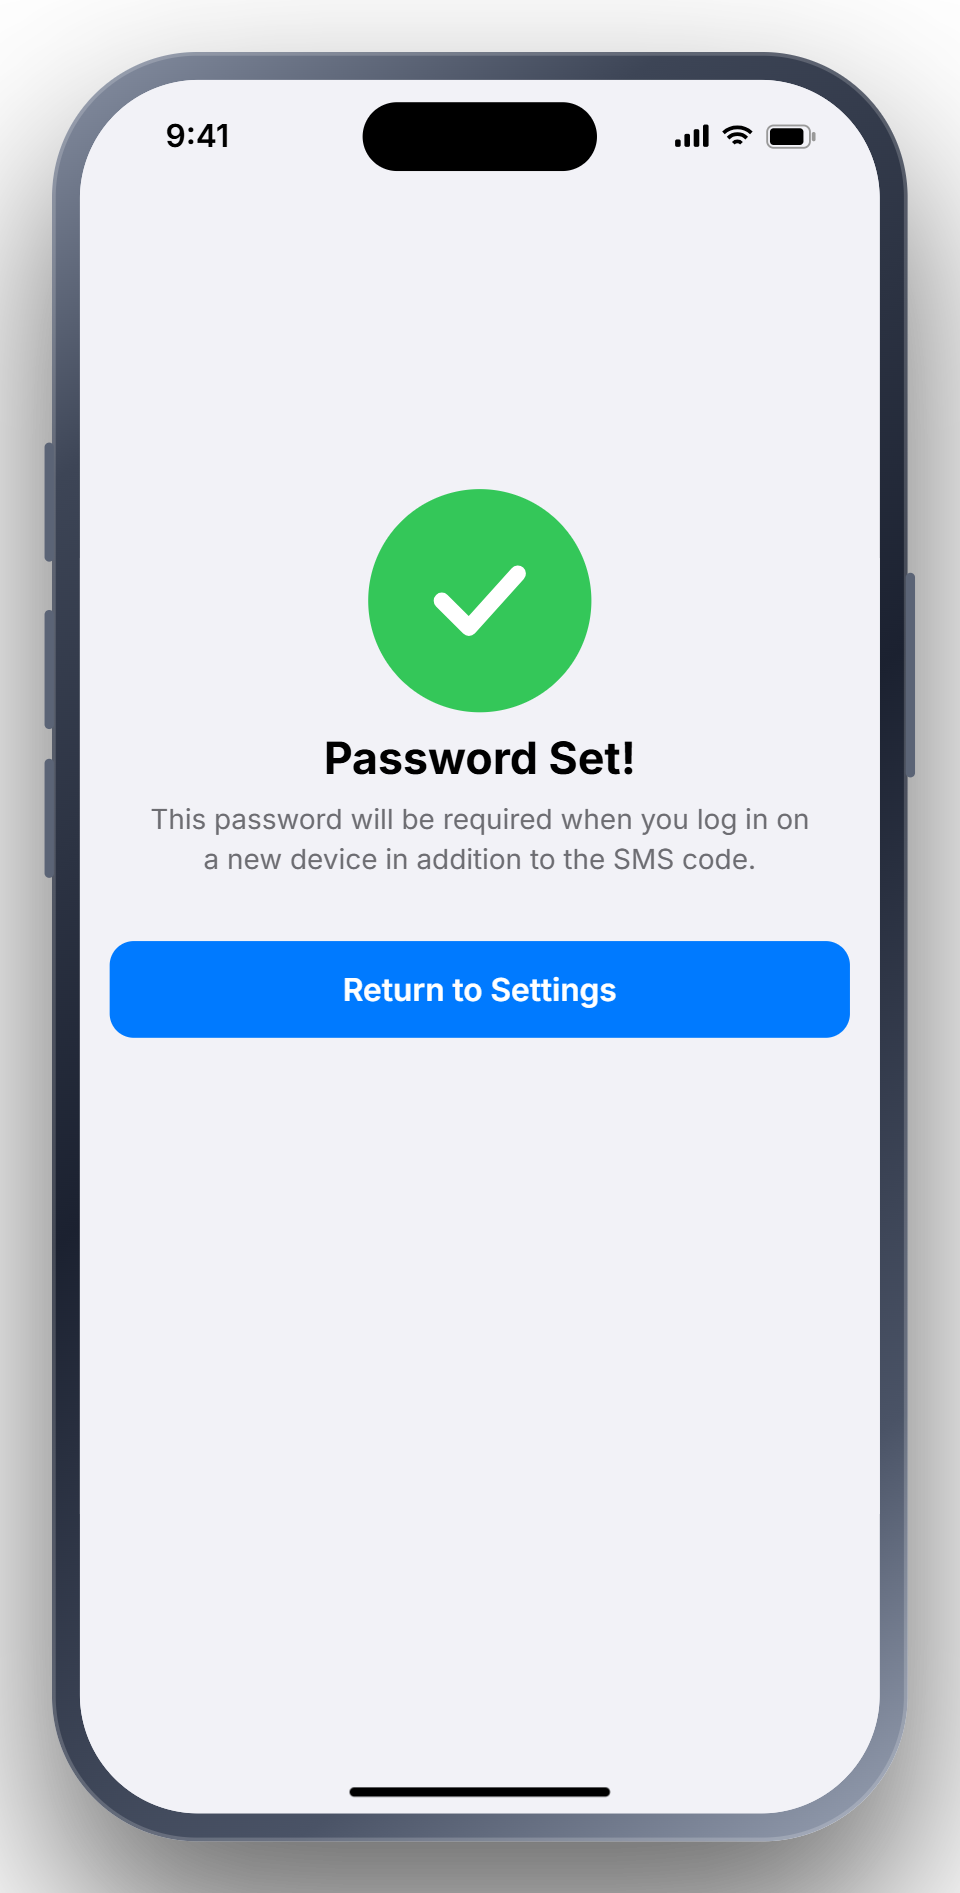 9:41
Password Set!
This password will be required when you log in on
a new device in addition to the SMS code.
Return to Settings